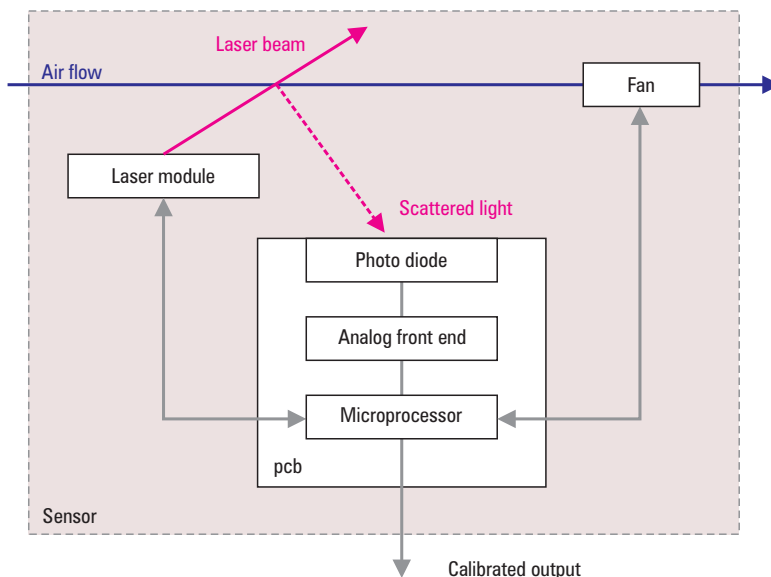 Laser beam
Air flow
Fan
Laser module
Scattered light
Photo diode
Analog front end
Microprocessor
pcb
Sensor
Calibrated output